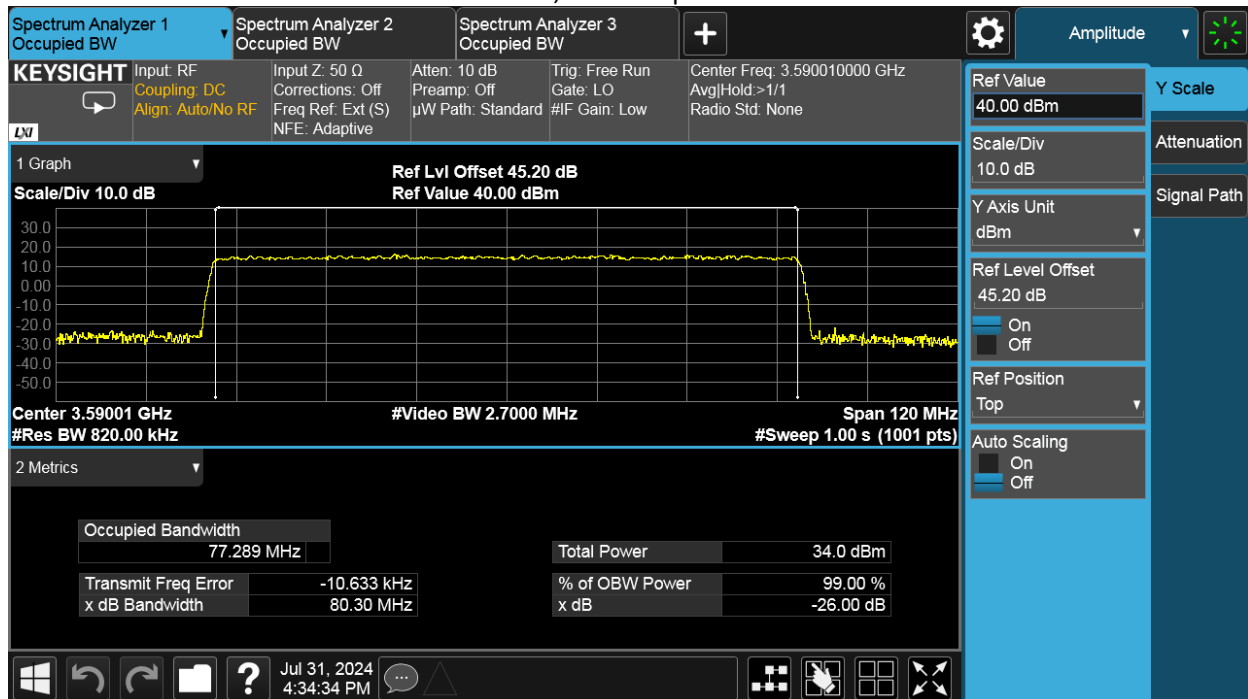 Spectrum Analyzer 1
Occupied BW
Spectrum Analyzer 2
Occupied BW
Spectrum Analyzer 3
Occupied BW
+
Amplitude
KEYSIGHT
LXI
Input: RF
Coupling: DC
Align: Auto/No RF
Input Z: 50 Ω
Corrections: Off
Freq Ref: Ext (S)
NFE: Adaptive
Atten: 10 dB
Preamp: Off
µW Path: Standard
Trig: Free Run
Gate: LO
#IF Gain: Low
Center Freq: 3.590010000 GHz
Avg|Hold:>1/1
Radio Std: None
1 Graph
Scale/Div 10.0 dB
Ref Lvl Offset 45.20 dB
Ref Value 40.00 dBm
30.0
20.0
10.0
0.00
-10.0
-20.0
-30.0
-40.0
-50.0
Center 3.59001 GHz
#Video BW 2.7000 MHz
Span 120 MHz
#Res BW 820.00 kHz
#Sweep 1.00 s (1001 pts)
2 Metrics
Occupied Bandwidth
77.289 MHz
Total Power 34.0 dBm
Transmit Freq Error -10.633 kHz
% of OBW Power 99.00 %
x dB Bandwidth 80.30 MHz
x dB -26.00 dB
?
Jul 31, 2024
4:34:34 PM
Ref Value
40.00 dBm
Scale/Div
10.0 dB
Y Axis Unit
dBm
Ref Level Offset
45.20 dB
On
Off
Ref Position
Top
Auto Scaling
On
Off
Y Scale
Attenuation
Signal Path